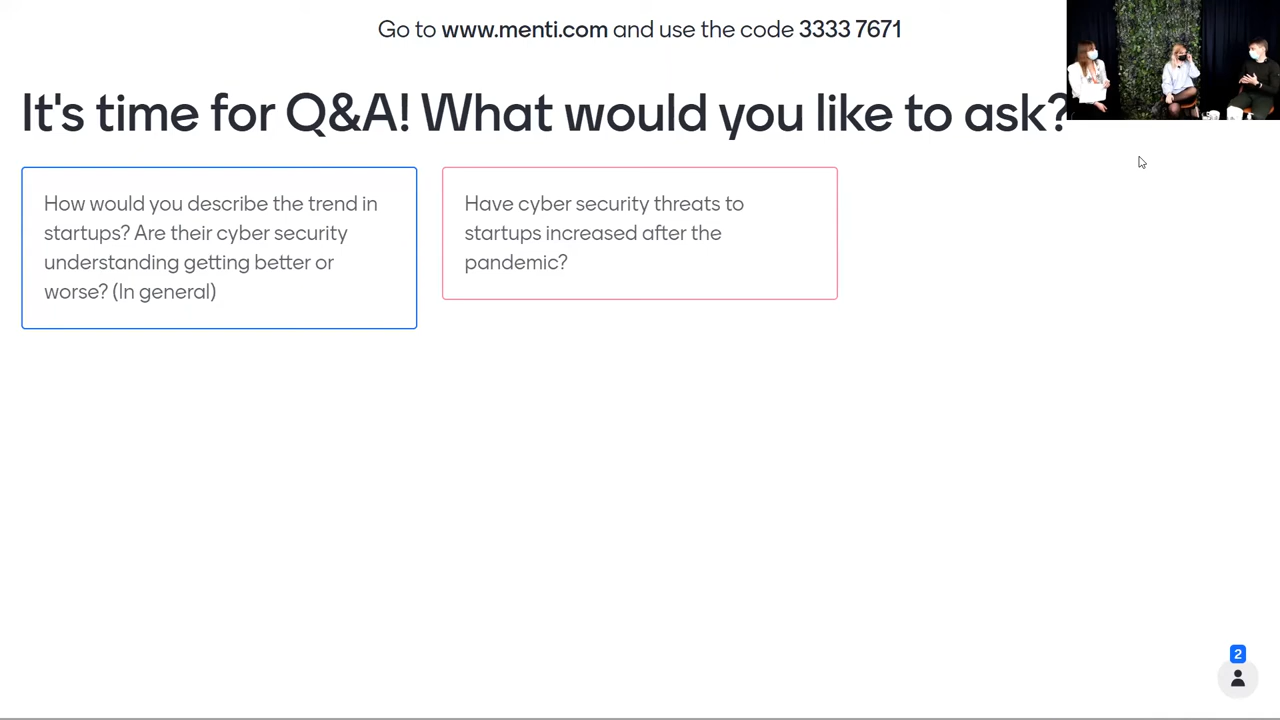 Go to www.menti.com and use the code 3333 7671
It's time for Q&A! What would you like to ask?
How would you describe the trend in
startups? Are their cyber security
understanding getting better or
worse? (In general)
Have cyber security threats to
startups increased after the
pandemic?
2